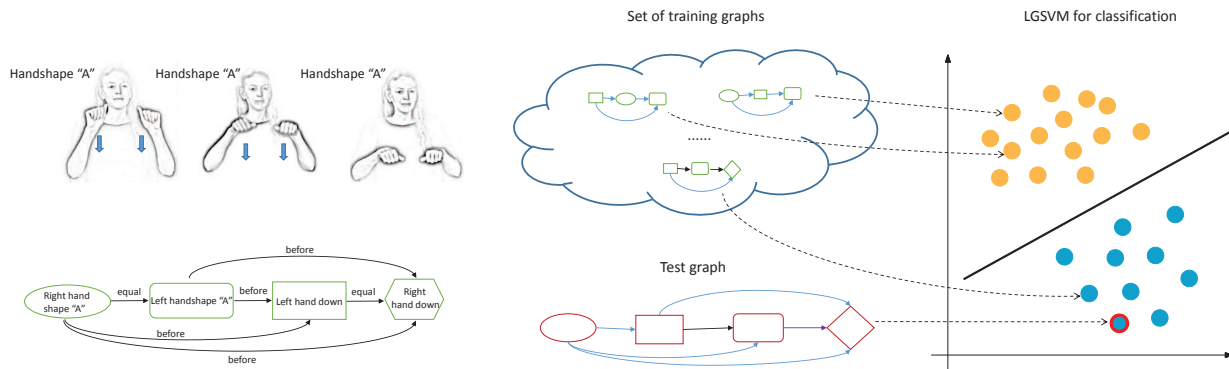 Set of training graphs
LGSVM for classification
Handshape “A”
Handshape “A”
Handshape “A”
......
before
Right hand
shape “A”
equal
Left handshape “A”
before
Left hand down
equal
Right
hand down
before
before
Test graph